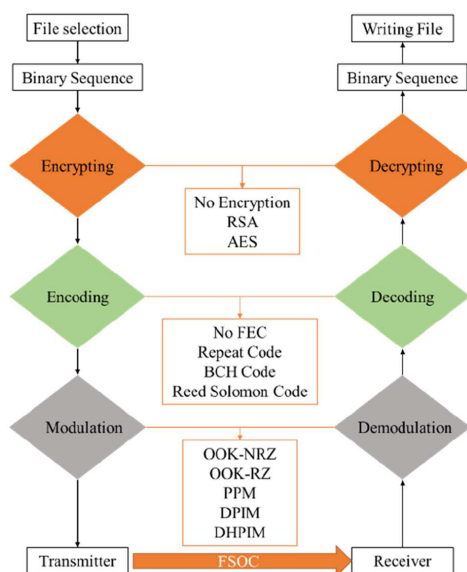 File selection
Writing File
Binary Sequence
Binary Sequence
Encrypting
Decrypting
No Encryption
RSA
AES
Encoding
Decoding
No FEC
Repeat Code
BCH Code
Reed Solomon Code
Modulation
Demodulation
OOK-NRZ
OOK-RZ
PPM
DPIM
DHPIM
Transmitter
FSOC
Receiver